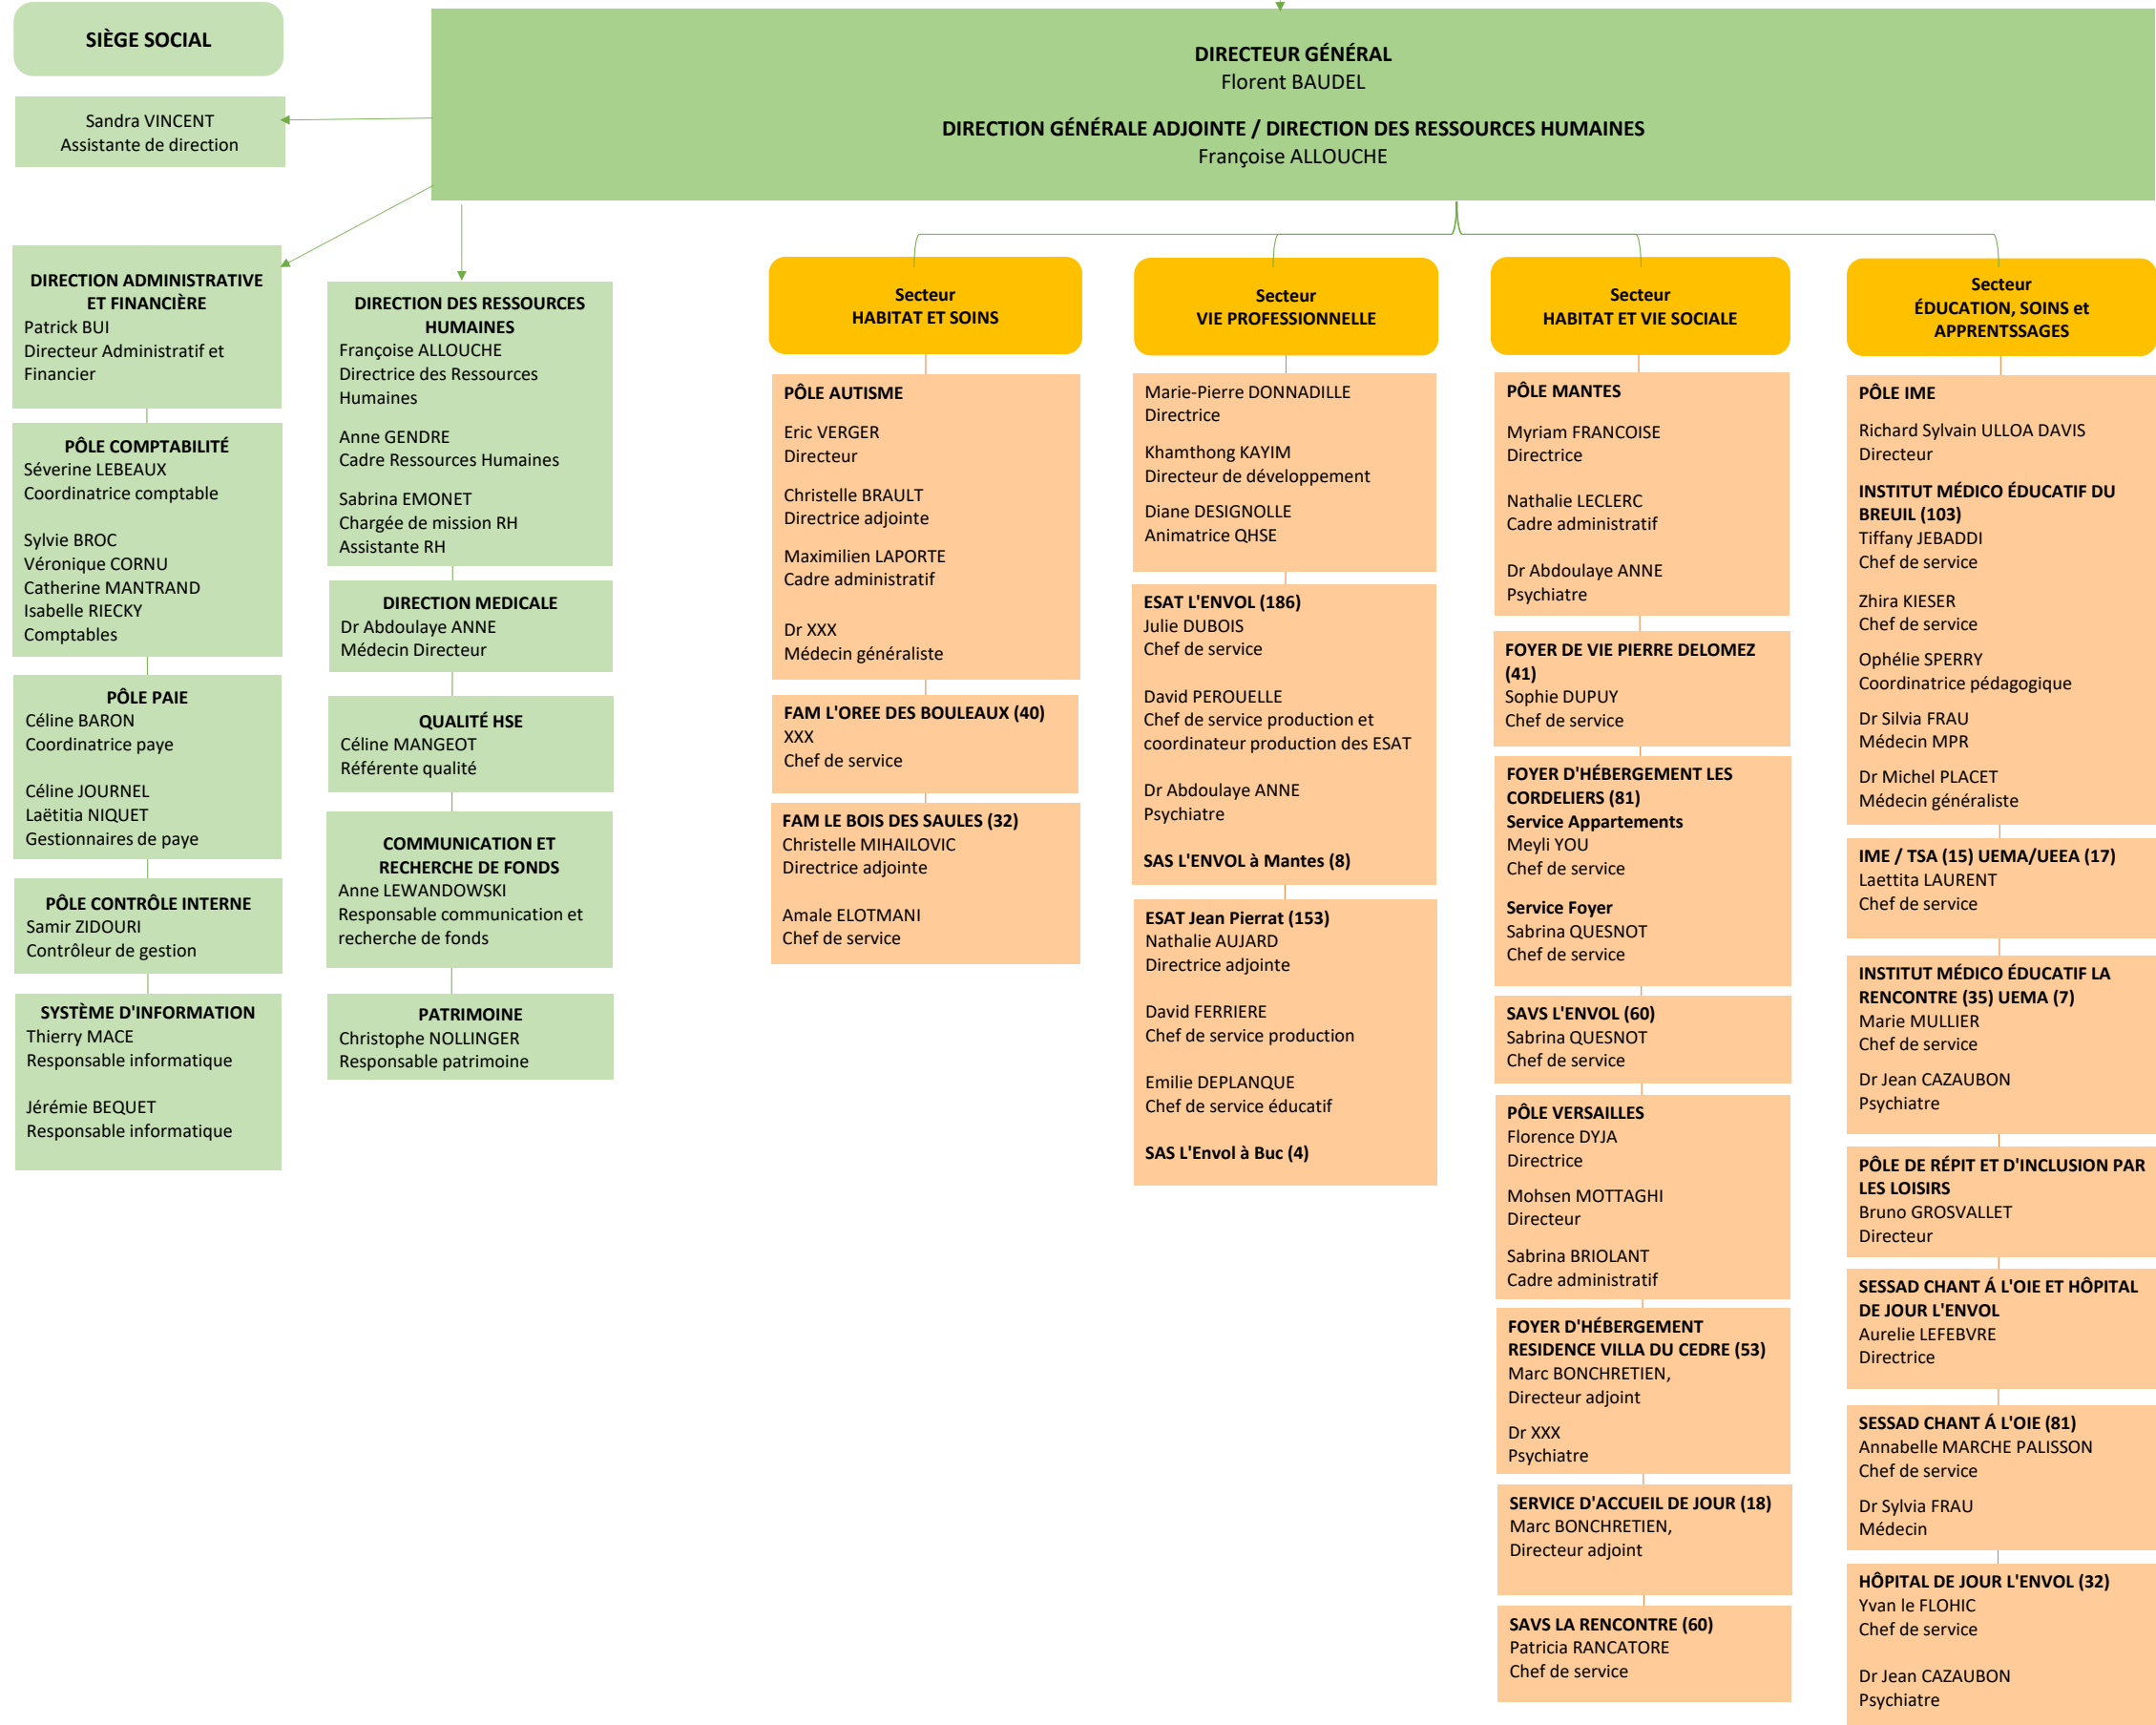 SIÈGE SOCIAL
Sandra VINCENT
Assistante de direction
DIRECTEUR GÉNÉRAL
Florent BAUDEL
DIRECTION GÉNÉRALE ADJOINTE / DIRECTION DES RESSOURCES HUMAINES
Françoise ALLOUCHE
DIRECTION ADMINISTRATIVE
ET FINANCIÈRE
Patrick BUI
Directeur Administratif et
Financier
PÔLE COMPTABILITÉ
Séverine LEBEAUX
Coordinatrice comptable
Sylvie BROC
Véronique CORNU
Catherine MANTRAND
Isabelle RIECKY
Comptables
PÔLE PAIE
Céline BARON
Coordinatrice paye
Céline JOURNEL
Laëtitia NIQUET
Gestionnaires de paye
PÔLE CONTRÔLE INTERNE
Samir ZIDOURI
Contrôleur de gestion
SYSTÈME D'INFORMATION
Thierry MACE
Responsable informatique
Jérémie BEQUET
Responsable informatique
DIRECTION DES RESSOURCES
HUMAINES
Françoise ALLOUCHE
Directrice des Ressources
Humaines
Anne GENDRE
Cadre Ressources Humaines
Sabrina EMONET
Chargée de mission RH
Assistante RH
DIRECTION MEDICALE
Dr Abdoulaye ANNE
Médecin Directeur
QUALITÉ HSE
Céline MANGEOT
Référente qualité
COMMUNICATION ET
RECHERCHE DE FONDS
Anne LEWANDOWSKI
Responsable communication et
recherche de fonds
PATRIMOINE
Christophe NOLLINGER
Responsable patrimoine
Secteur
HABITAT ET SOINS
PÔLE AUTISME
Eric VERGER
Directeur
Christelle BRAULT
Directrice adjointe
Maximilien LAPORTE
Cadre administratif
Dr XXX
Médecin généraliste
FAM L'OREE DES BOULEAUX (40)
XXX
Chef de service
FAM LE BOIS DES SAULES (32)
Christelle MIHAILOVIC
Directrice adjointe
Amale ELOTMANI
Chef de service
Secteur
VIE PROFESSIONNELLE
Marie-Pierre DONNADILLE
Directrice
Khamthong KAYIM
Directeur de développement
Diane DESIGNOLLE
Animatrice QHSE
ESAT L'ENVOL (186)
Julie DUBOIS
Chef de service
David PEROUELLE
Chef de service production et
coordinateur production des ESAT
Dr Abdoulaye ANNE
Psychiatre
SAS L'ENVOL à Mantes (8)
ESAT Jean Pierrat (153)
Nathalie AUJARD
Directrice adjointe
David FERRIERE
Chef de service production
Emilie DEPLANQUE
Chef de service éducatif
SAS L'Envol à Buc (4)
Secteur
HABITAT ET VIE SOCIALE
PÔLE MANTES
Myriam FRANCOISE
Directrice
Nathalie LECLERC
Cadre administratif
Dr Abdoulaye ANNE
Psychiatre
FOYER DE VIE PIERRE DELOMEZ
(41)
Sophie DUPUY
Chef de service
FOYER D'HÉBERGEMENT LES
CORDELIERS (81)
Service Appartements
Meyli YOU
Chef de service
Service Foyer
Sabrina QUESNOT
Chef de service
SAVS L'ENVOL (60)
Sabrina QUESNOT
Chef de service
PÔLE VERSAILLES
Florence DYJA
Directrice
Mohsen MOTTAGHI
Directeur
Sabrina BRIOLANT
Cadre administratif
FOYER D'HÉBERGEMENT
RESIDENCE VILLA DU CEDRE (53)
Marc BONCHRETIEN,
Directeur adjoint
Dr XXX
Psychiatre
SERVICE D'ACCUEIL DE JOUR (18)
Marc BONCHRETIEN,
Directeur adjoint
SAVS LA RENCONTRE (60)
Patricia RANCATORE
Chef de service
Secteur
ÉDUCATION, SOINS et
APPRENTSSAGES
PÔLE IME
Richard Sylvain ULLOA DAVIS
Directeur
INSTITUT MÉDICO ÉDUCATIF DU
BREUIL (103)
Tiffany JEBADDI
Chef de service
Zhira KIESER
Chef de service
Ophélie SPERRY
Coordinatrice pédagogique
Dr Silvia FRAU
Médecin MPR
Dr Michel PLACET
Médecin généraliste
IME / TSA (15) UEMA/UEEA (17)
Laettita LAURENT
Chef de service
INSTITUT MÉDICO ÉDUCATIF LA
RENCONTRE (35) UEMA (7)
Marie MULLIER
Chef de service
Dr Jean CAZAUBON
Psychiatre
PÔLE DE RÉPIT ET D'INCLUSION PAR
LES LOISIRS
Bruno GROSVALLET
Directeur
SESSAD CHANT Á L'OIE ET HÔPITAL
DE JOUR L'ENVOL
Aurelie LEFEBVRE
Directrice
SESSAD CHANT Á L'OIE (81)
Annabelle MARCHE PALISSON
Chef de service
Dr Sylvia FRAU
Médecin
HÔPITAL DE JOUR L'ENVOL (32)
Yvan le FLOHIC
Chef de service
Dr Jean CAZAUBON
Psychiatre